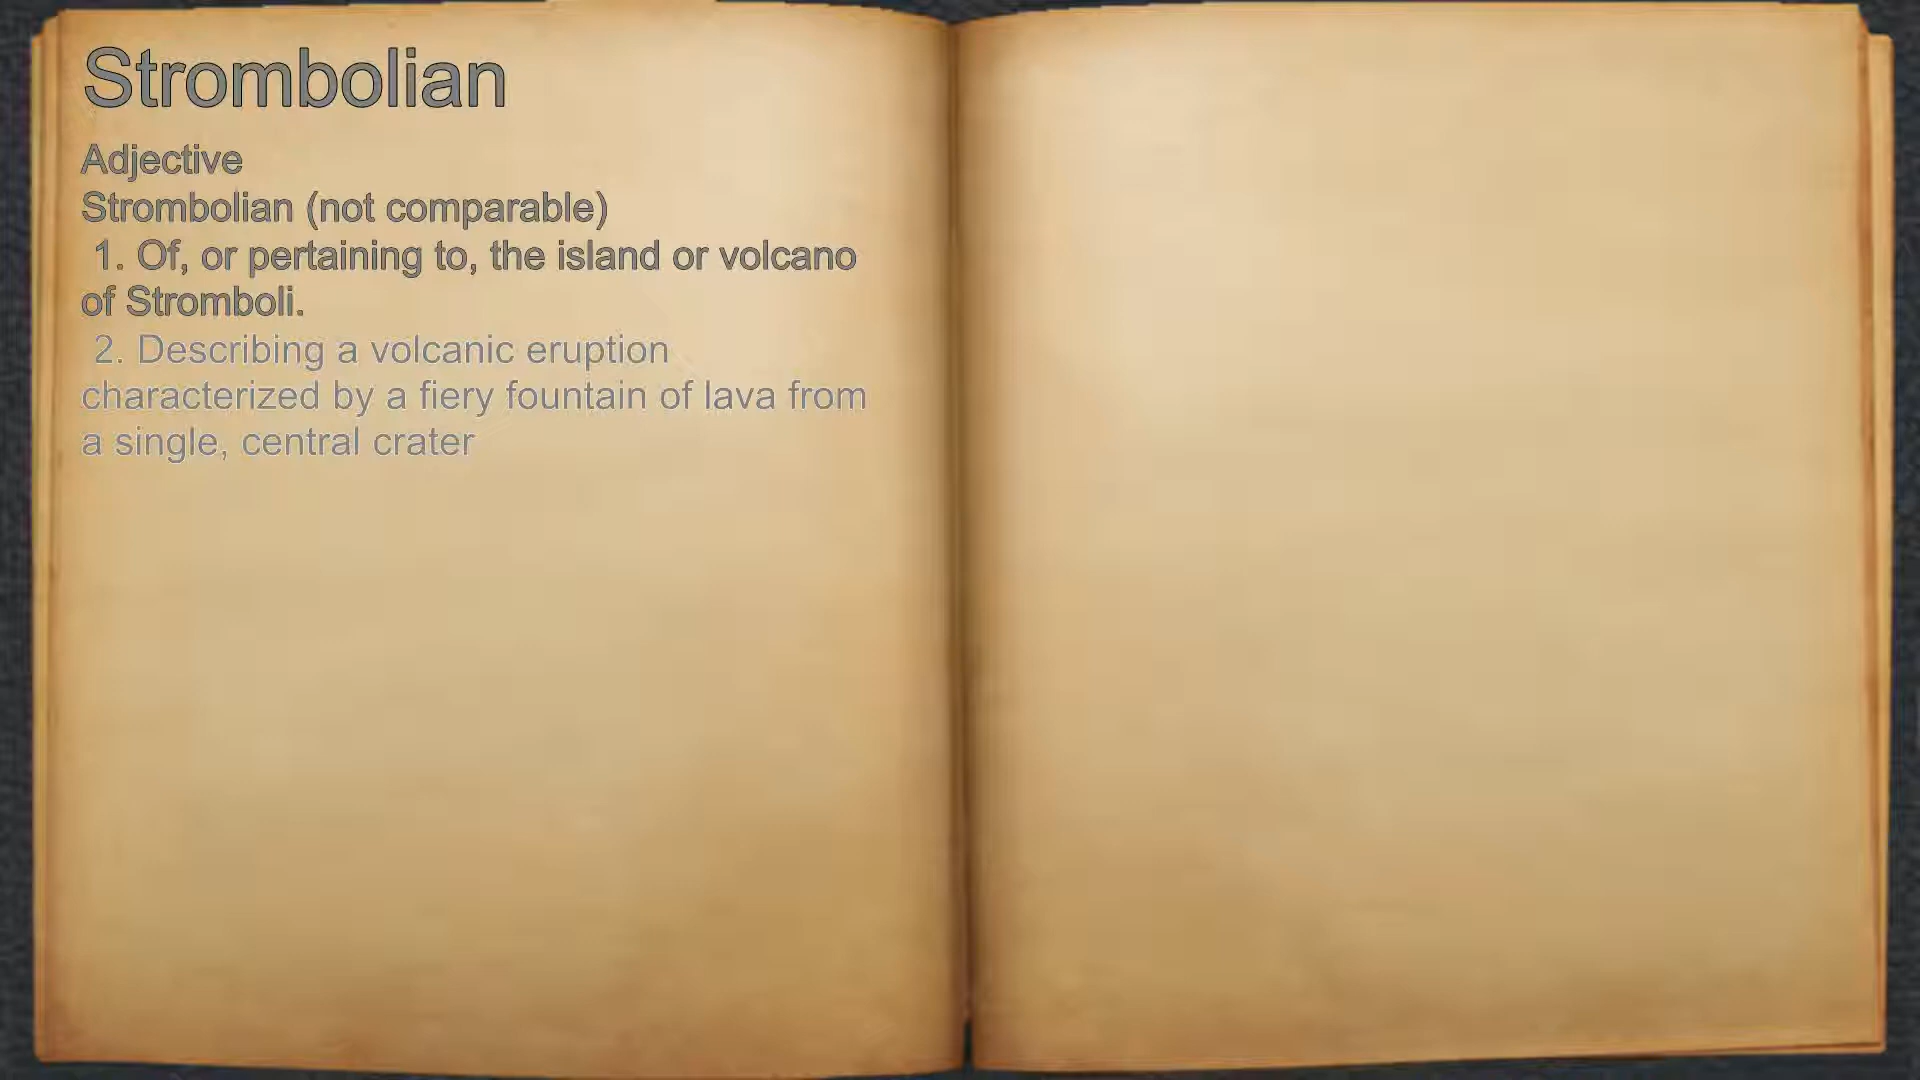 Strombolian
Adjective
Strombolian (not comparable)
1. Of, or pertaining to, the island or volcano
of Stromboli.
2. Describing a volcanic eruption
characterized by a fiery fountain of lava from
a single, central crater